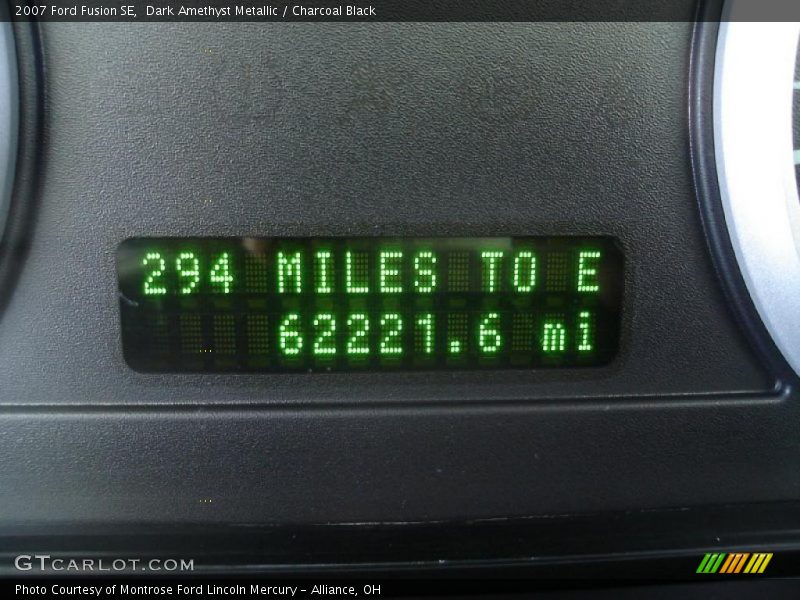 2007 Ford Fusion SE,  Dark Amethyst Metallic / Charcoal Black
294 MILES TO E
62221.6 mi
GTCARLOT.COM
Photo Courtesy of Montrose Ford Lincoln Mercury - Alliance, OH